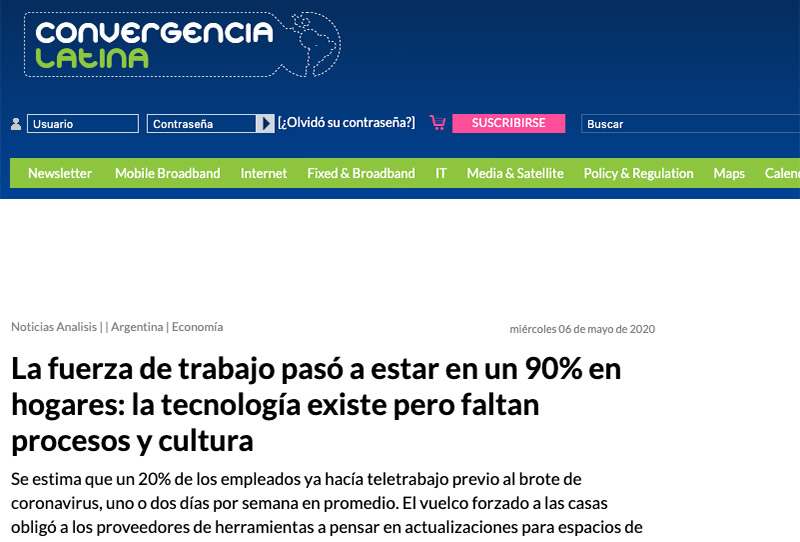 CONVERGENCIA
LATINA
Usuario
Contraseña
[¿Olvidó su contraseña?]
SUSCRIBIRSE
Buscar
Newsletter Mobile Broadband Internet Fixed & Broadband IT Media & Satellite Policy & Regulation Maps Calen
Noticias Analisis | | Argentina | Economía
miércoles 06 de mayo de 2020
La fuerza de trabajo pasó a estar en un 90% en
hogares: la tecnología existe pero faltan
procesos y cultura
Se estima que un 20% de los empleados ya hacía teletrabajo previo al brote de
coronavirus, uno o dos días por semana en promedio. El vuelco forzado a las casas
obligó a los proveedores de herramientas a pensar en actualizaciones para espacios de